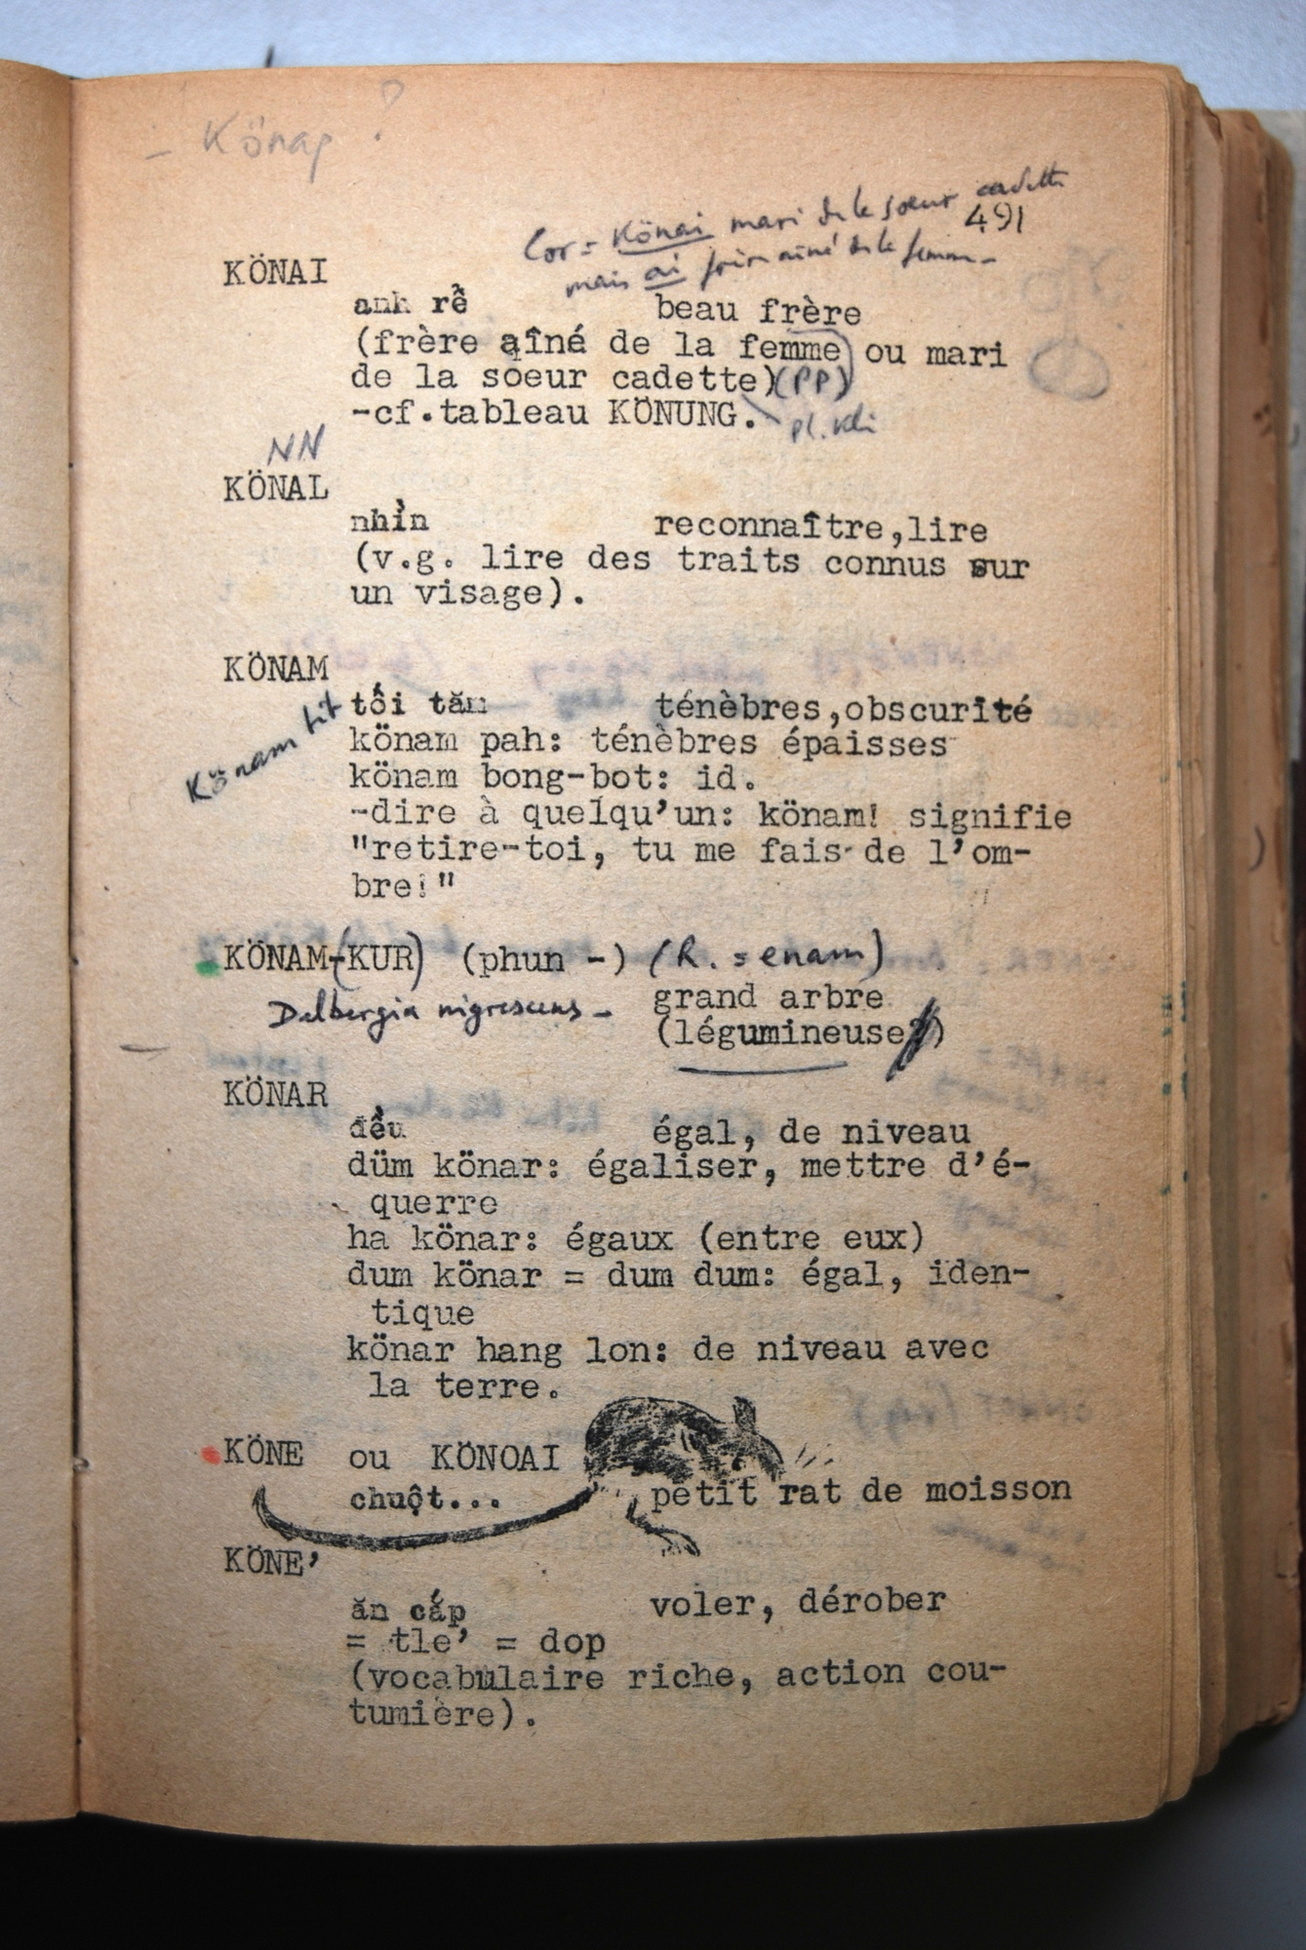 - Könap ?
Cor = Könai mari de la soeur cadette
491
mais ai frère aîné de la femme -
KÖNAI
anh rể beau frère
(frère aîné de la femme) ou mari
de la soeur cadette) (PP)
-cf.tableau KÖNUNG.
NN
KÖNAL
nhỉn reconnaître,lire
(v.g. lire des traits connus sur
un visage).
KÖNAM
Könam tit
tối tăm ténèbres,obscurité
könam pah: ténèbres épaisses
könam bong-bot: id.
-dire à quelqu'un: könam! signifie
"retire-toi, tu me fais de l'om-
bre!"
KÖNAM-(KUR) (phun -) (R. = enam)
Dalbergia nigrescens - grand arbre
(légumineuse)
KÖNAR
đều égal, de niveau
düm könar: égaliser, mettre d'é-
querre
ha könar: égaux (entre eux)
dum könar = dum dum: égal, iden-
tique
könar hang lon: de niveau avec
la terre.
KÖNE ou KÖNOAI
chuột... petit rat de moisson
KÖNE'
ăn cắp voler, dérober
= tle' = dop
(vocabulaire riche, action cou-
tumière).